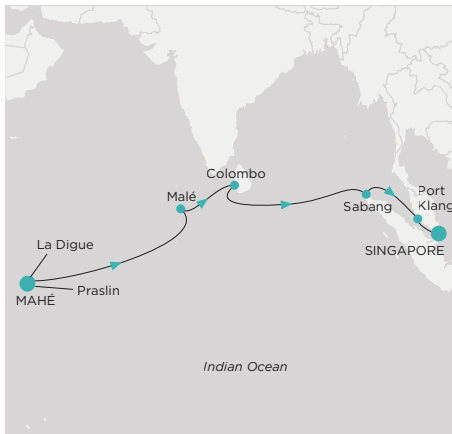 Colombo
Malé
Port
Klang
Sabang
La Digue
SINGAPORE
Praslin
MAHÉ
Indian Ocean